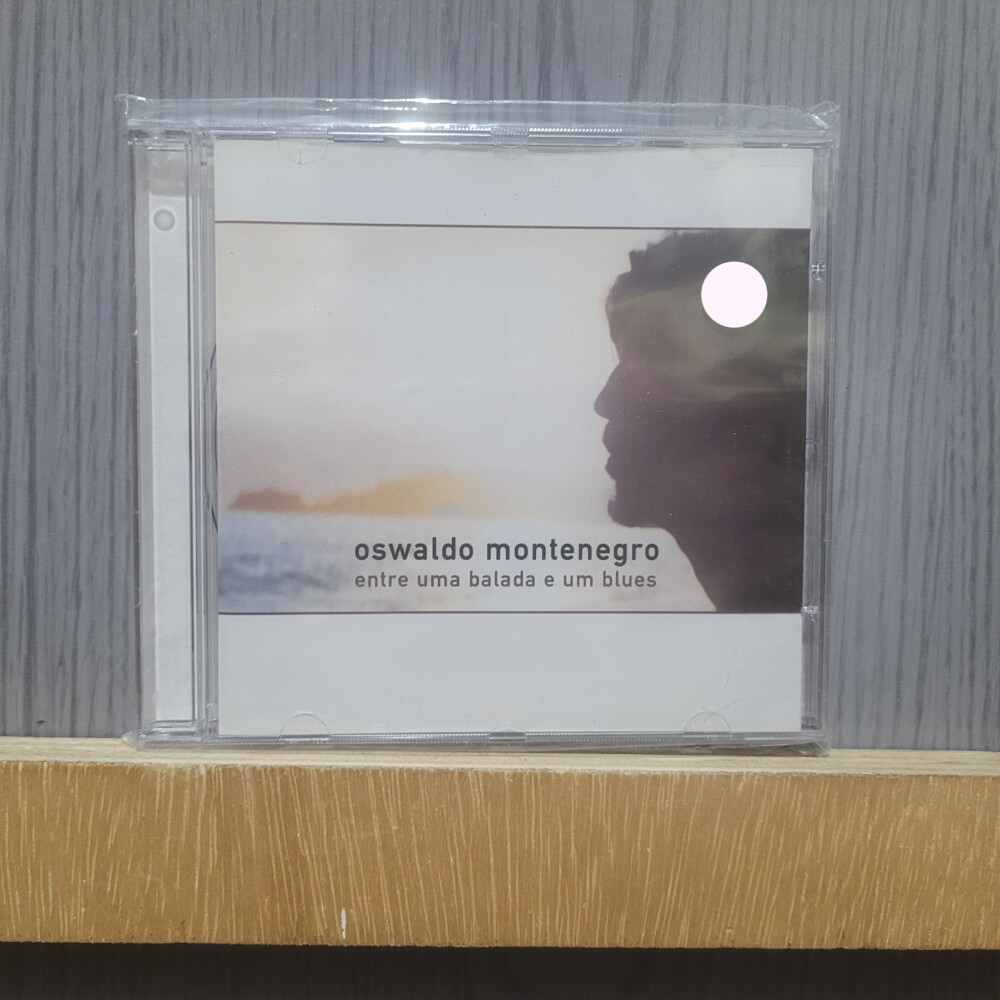 oswaldo montenegro
entre uma balada e um blues